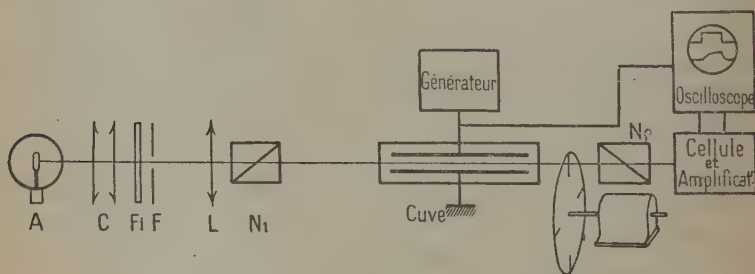 Générateur
Oscilloscope
Cellule
et
Amplificat.r
N2
Cuve
A C Fi F L N1